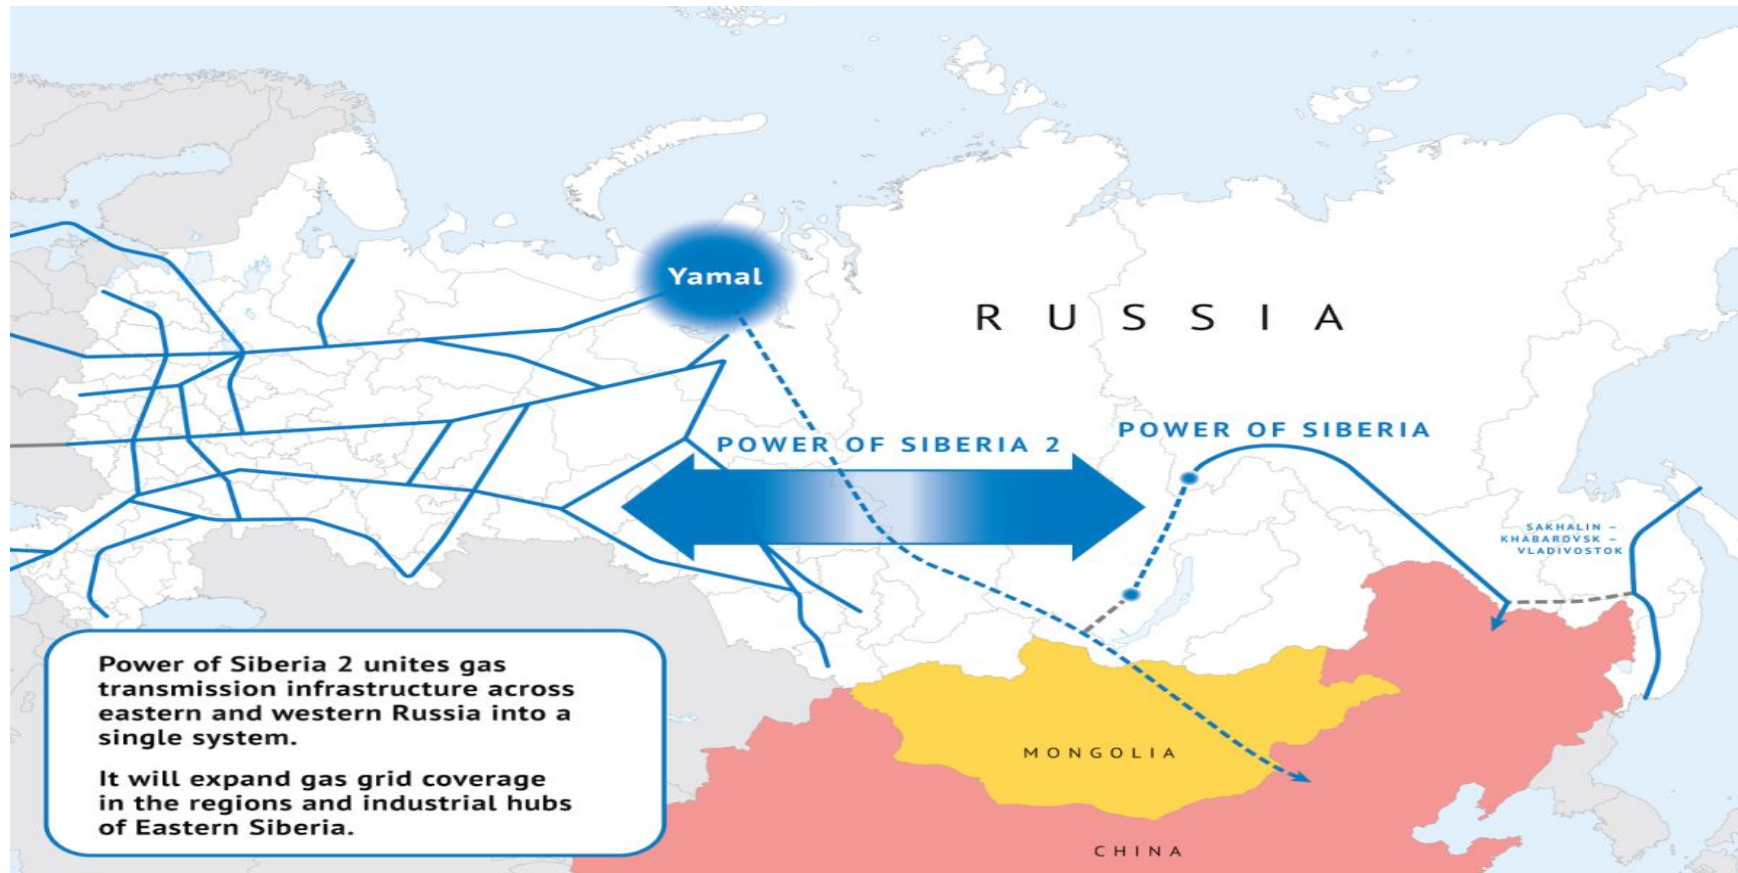 Yamal
RUSSIA
POWER OF SIBERIA 2
POWER OF SIBERIA
SAKHALIN –
KHABAROVSK –
VLADIVOSTOK
Power of Siberia 2 unites gas
transmission infrastructure across
eastern and western Russia into a
single system.
It will expand gas grid coverage
in the regions and industrial hubs
of Eastern Siberia.
MONGOLIA
CHINA